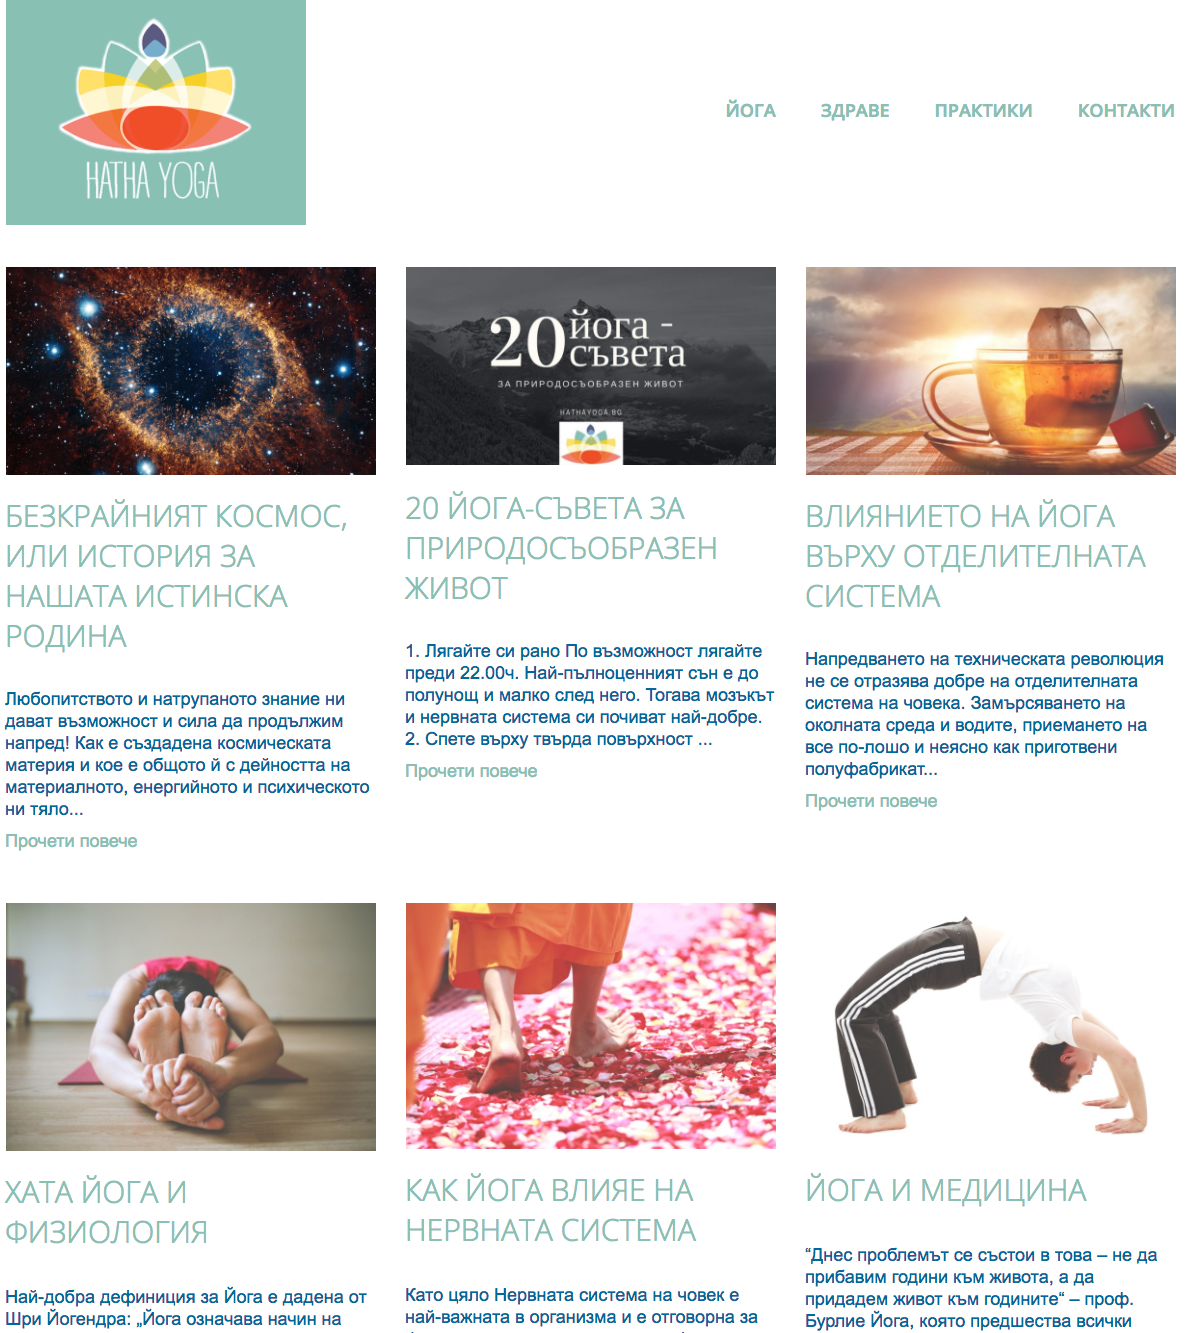 HATHA YOGA
ЙОГА ЗДРАВЕ ПРАКТИКИ КОНТАКТИ
20 йога -
съвета
ЗА ПРИРОДОСЪОБРАЗЕН ЖИВОТ
HATHAYOGA.BG
БЕЗКРАЙНИЯТ КОСМОС,
ИЛИ ИСТОРИЯ ЗА
НАШАТА ИСТИНСКА
РОДИНА
Любопитството и натрупаното знание ни
дават възможност и сила да продължим
напред! Как е създадена космическата
материя и кое е общото й с дейността на
материалното, енергийното и психическото
ни тяло...
Прочети повече
20 ЙОГА-СЪВЕТА ЗА
ПРИРОДОСЪОБРАЗЕН
ЖИВОТ
1. Лягайте си рано По възможност лягайте
преди 22.00ч. Най-пълноценният сън е до
полунощ и малко след него. Тогава мозъкът
и нервната система си почиват най-добре.
2. Спете върху твърда повърхност ...
Прочети повече
ВЛИЯНИЕТО НА ЙОГА
ВЪРХУ ОТДЕЛИТЕЛНАТА
СИСТЕМА
Напредването на техническата революция
не се отразява добре на отделителната
система на човека. Замърсяването на
околната среда и водите, приемането на
все по-лошо и неясно как приготвени
полуфабрикат...
Прочети повече
ХАТА ЙОГА И
ФИЗИОЛОГИЯ
Най-добра дефиниция за Йога е дадена от
Шри Йогендра: „Йога означава начин на
КАК ЙОГА ВЛИЯЕ НА
НЕРВНАТА СИСТЕМА
Като цяло Нервната система на човек е
най-важната в организма и е отговорна за
ЙОГА И МЕДИЦИНА
“Днес проблемът се състои в това – не да
прибавим години към живота, а да
придадем живот към годините“ – проф.
Бурлие Йога, която предшества всички